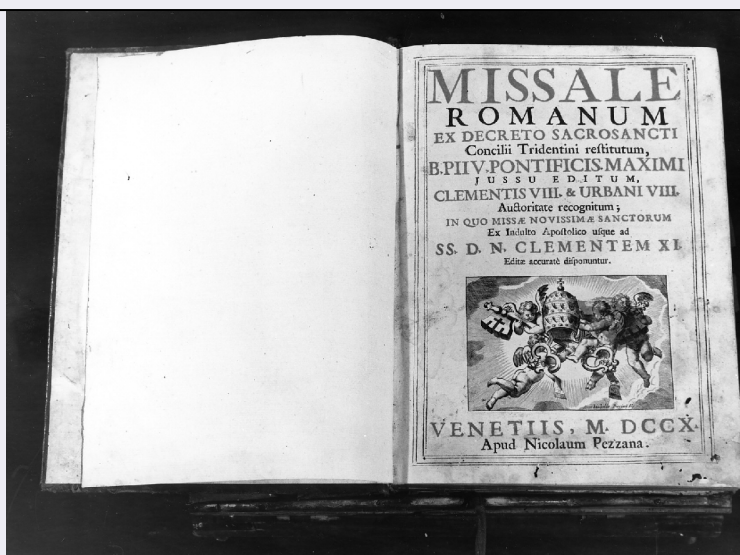 MISSALE
ROMANUM
EX DECRETO SACROSANCTI
Concilii Tridentini reſtitutum,
B. PII V. PONTIFICIS MAXIMI
JUSSU EDITUM,
CLEMENTIS VIII. & URBANI VIII.
Auctoritate recognitum;
IN QUO MISSÆ NOVISSIMÆ SANCTORUM
Ex Indulto Apoſtolico uſque ad
SS. D. N. CLEMENTEM XI.
Editæ accuratè diſponuntur.
VENETIIS, M. DCCX.
Apud Nicolaum Pezzana.